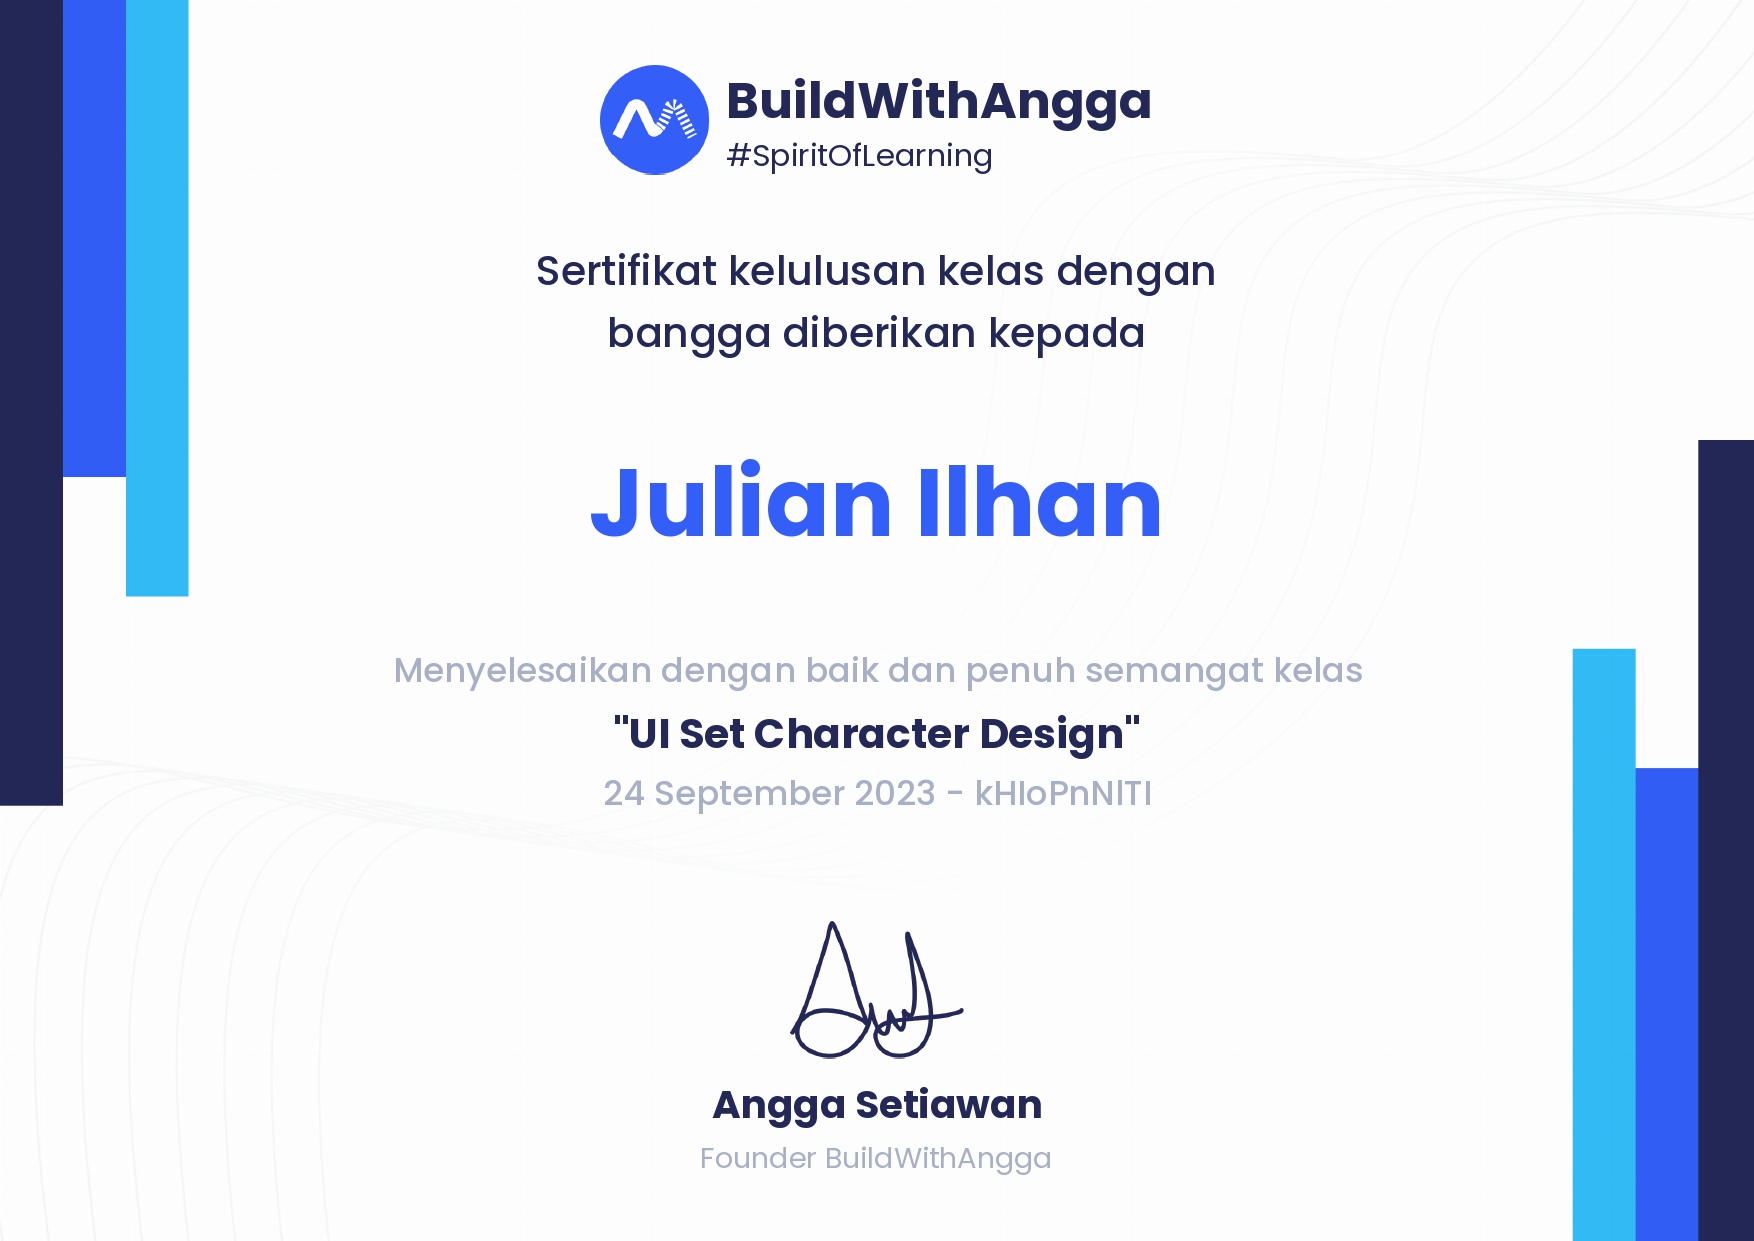 BuildWithAngga
#SpiritOfLearning
Sertifikat kelulusan kelas dengan
bangga diberikan kepada
Julian Ilhan
Menyelesaikan dengan baik dan penuh semangat kelas
"UI Set Character Design"
24 September 2023 - kHIoPnNlTI
Angga Setiawan
Founder BuildWithAngga